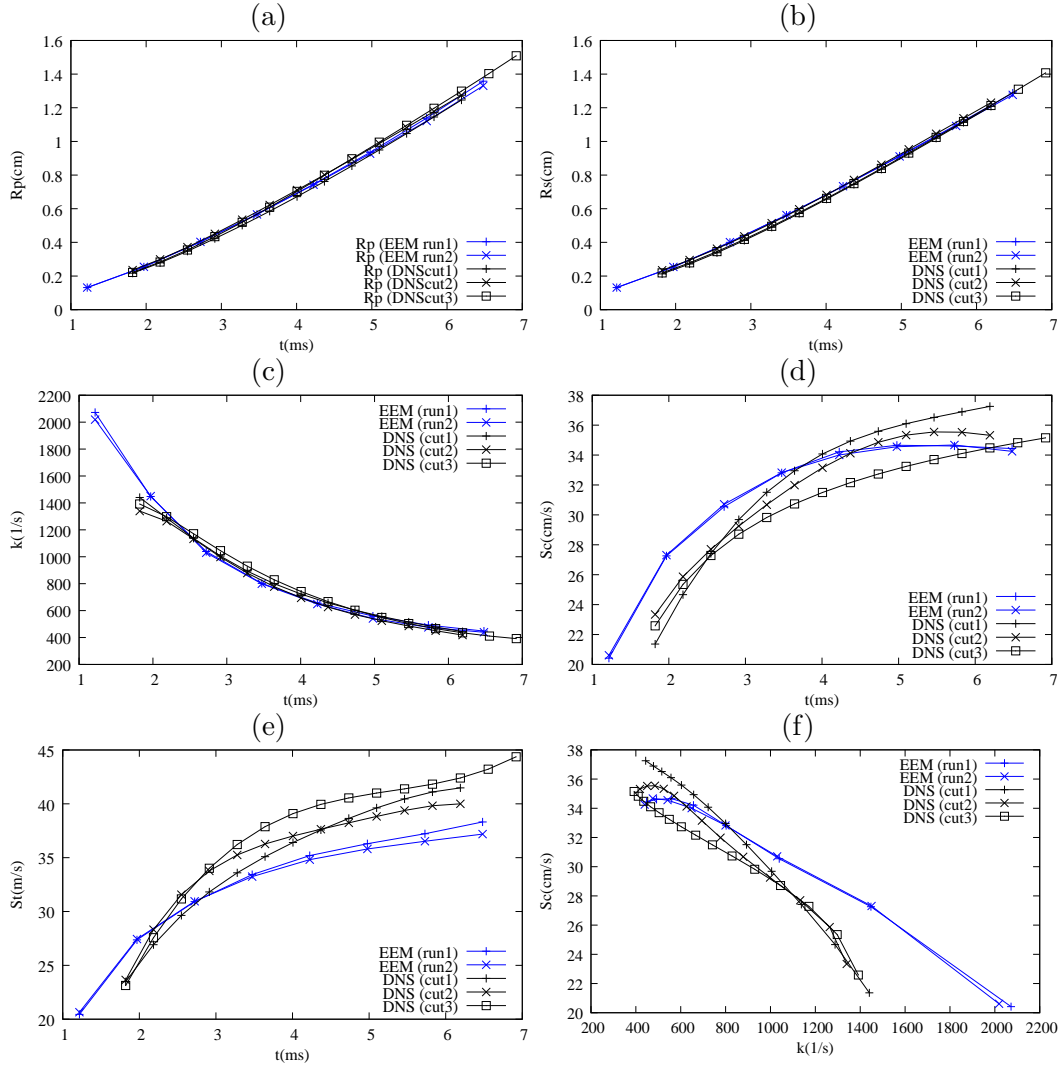 (a)
1.6
1.4
1.2
1
0.8
0.6
0.4
0.2
0
Rp(cm)
Rp (EEM run1)
Rp (EEM run2)
Rp (DNScut1)
Rp (DNScut2)
Rp (DNScut3)
1 2 3 4 5 6 7
t(ms)
(b)
1.6
1.4
1.2
1
0.8
0.6
0.4
0.2
0
Rs(cm)
EEM (run1)
EEM (run2)
DNS (cut1)
DNS (cut2)
DNS (cut3)
1 2 3 4 5 6 7
t(ms)
(c)
2200
2000
1800
1600
1400
1200
1000
800
600
400
200
k(1/s)
EEM (run1)
EEM (run2)
DNS (cut1)
DNS (cut2)
DNS (cut3)
1 2 3 4 5 6 7
t(ms)
(d)
38
36
34
32
30
28
26
24
22
20
Sc(cm/s)
EEM (run1)
EEM (run2)
DNS (cut1)
DNS (cut2)
DNS (cut3)
1 2 3 4 5 6 7
t(ms)
(e)
45
40
35
30
25
20
St(m/s)
EEM (run1)
EEM (run2)
DNS (cut1)
DNS (cut2)
DNS (cut3)
1 2 3 4 5 6 7
t(ms)
(f)
38
36
34
32
30
28
26
24
22
20
Sc(cm/s)
EEM (run1)
EEM (run2)
DNS (cut1)
DNS (cut2)
DNS (cut3)
200 400 600 800 1000 1200 1400 1600 1800 2000 2200
k(1/s)